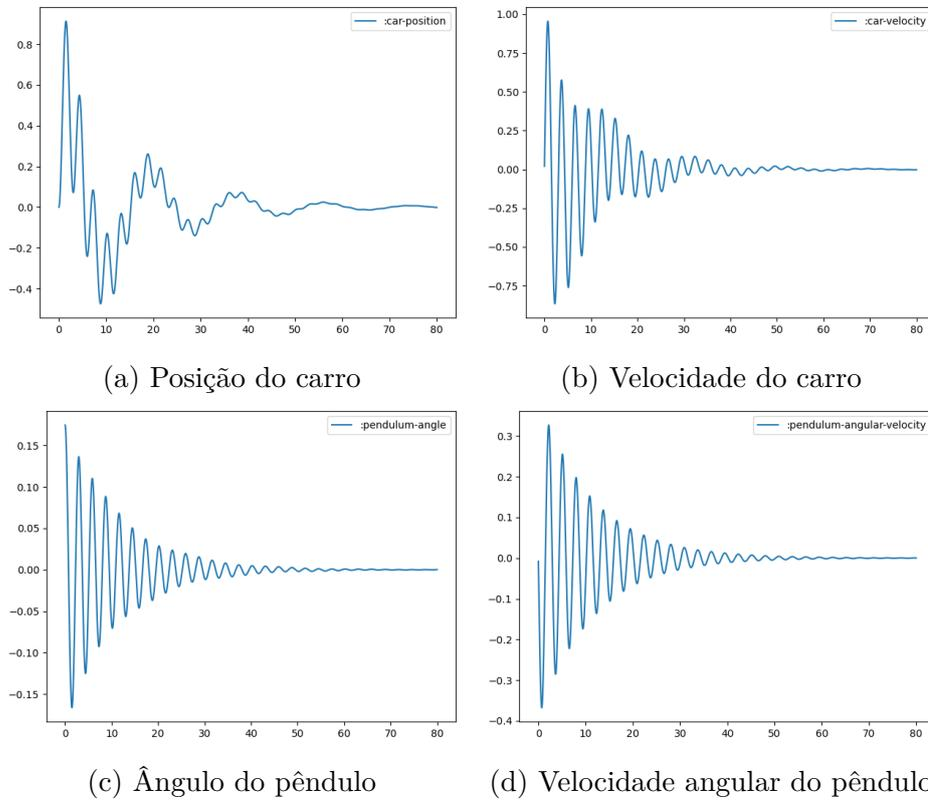 :car-position
0.8
0.6
0.4
0.2
0.0
−0.2
−0.4
0 10 20 30 40 50 60 70 80
(a) Posição do carro
:car-velocity
1.00
0.75
0.50
0.25
0.00
−0.25
−0.50
−0.75
0 10 20 30 40 50 60 70 80
(b) Velocidade do carro
:pendulum-angle
0.15
0.10
0.05
0.00
−0.05
−0.10
−0.15
0 10 20 30 40 50 60 70 80
(c) Ângulo do pêndulo
:pendulum-angular-velocity
0.3
0.2
0.1
0.0
−0.1
−0.2
−0.3
−0.4
0 10 20 30 40 50 60 70 80
(d) Velocidade angular do pêndulo